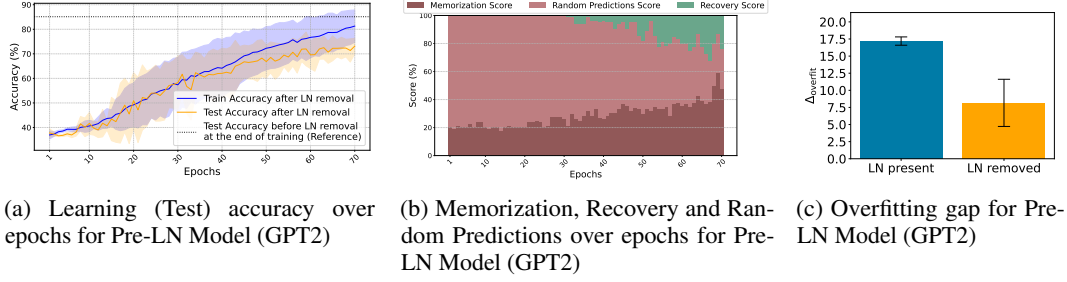 90
80
70
60
50
40
Accuracy (%)
1
10
20
30
40
50
60
70
Epochs
Train Accuracy after LN removal
Test Accuracy after LN removal
Test Accuracy before LN removal
at the end of training (Reference)
(a) Learning (Test) accuracy over
epochs for Pre-LN Model (GPT2)
Memorization Score
Random Predictions Score
Recovery Score
100
80
60
40
20
0
Score (%)
1
10
20
30
40
50
60
70
Epochs
(b) Memorization, Recovery and Ran-
dom Predictions over epochs for Pre-
LN Model (GPT2)
20.0
17.5
15.0
12.5
10.0
7.5
5.0
2.5
0.0
Δoverfit
LN present
LN removed
(c) Overfitting gap for Pre-
LN Model (GPT2)